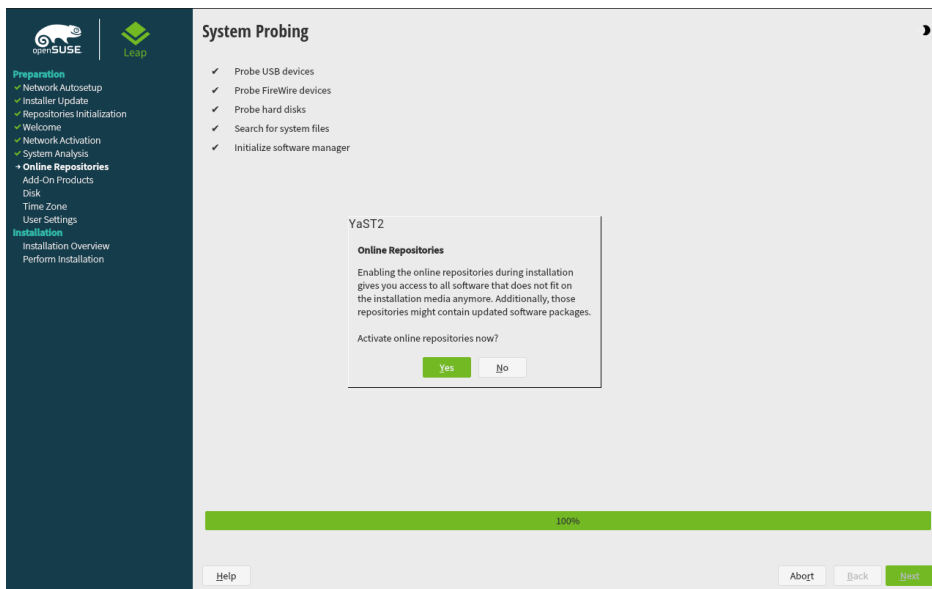 openSUSE
Leap
Preparation
Network Autosetup
Installer Update
Repositories Initialization
Welcome
Network Activation
System Analysis
Online Repositories
Add-On Products
Disk
Time Zone
User Settings
Installation
Installation Overview
Perform Installation
System Probing
Probe USB devices
Probe FireWire devices
Probe hard disks
Search for system files
Initialize software manager
YaST2
Online Repositories
Enabling the online repositories during installation
gives you access to all software that does not fit on
the installation media anymore. Additionally, those
repositories might contain updated software packages.
Activate online repositories now?
Yes No
100%
Help Abort Back Next